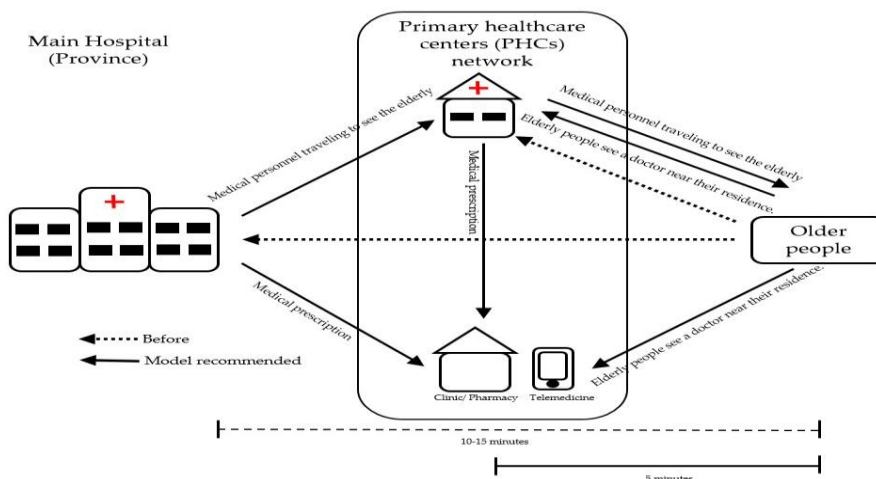 Main Hospital
(Province)
Primary healthcare
centers (PHCs)
network
Medical personnel traveling to see the elderly
Medical personnel traveling to see the elderly
Elderly people see a doctor near their residence.
Medical prescription
Older
people
Medical prescription
Elderly people see a doctor near their residence.
Before
Model recommended
Clinic/ Pharmacy
Telemedicine
10-15 minutes
5 minutes